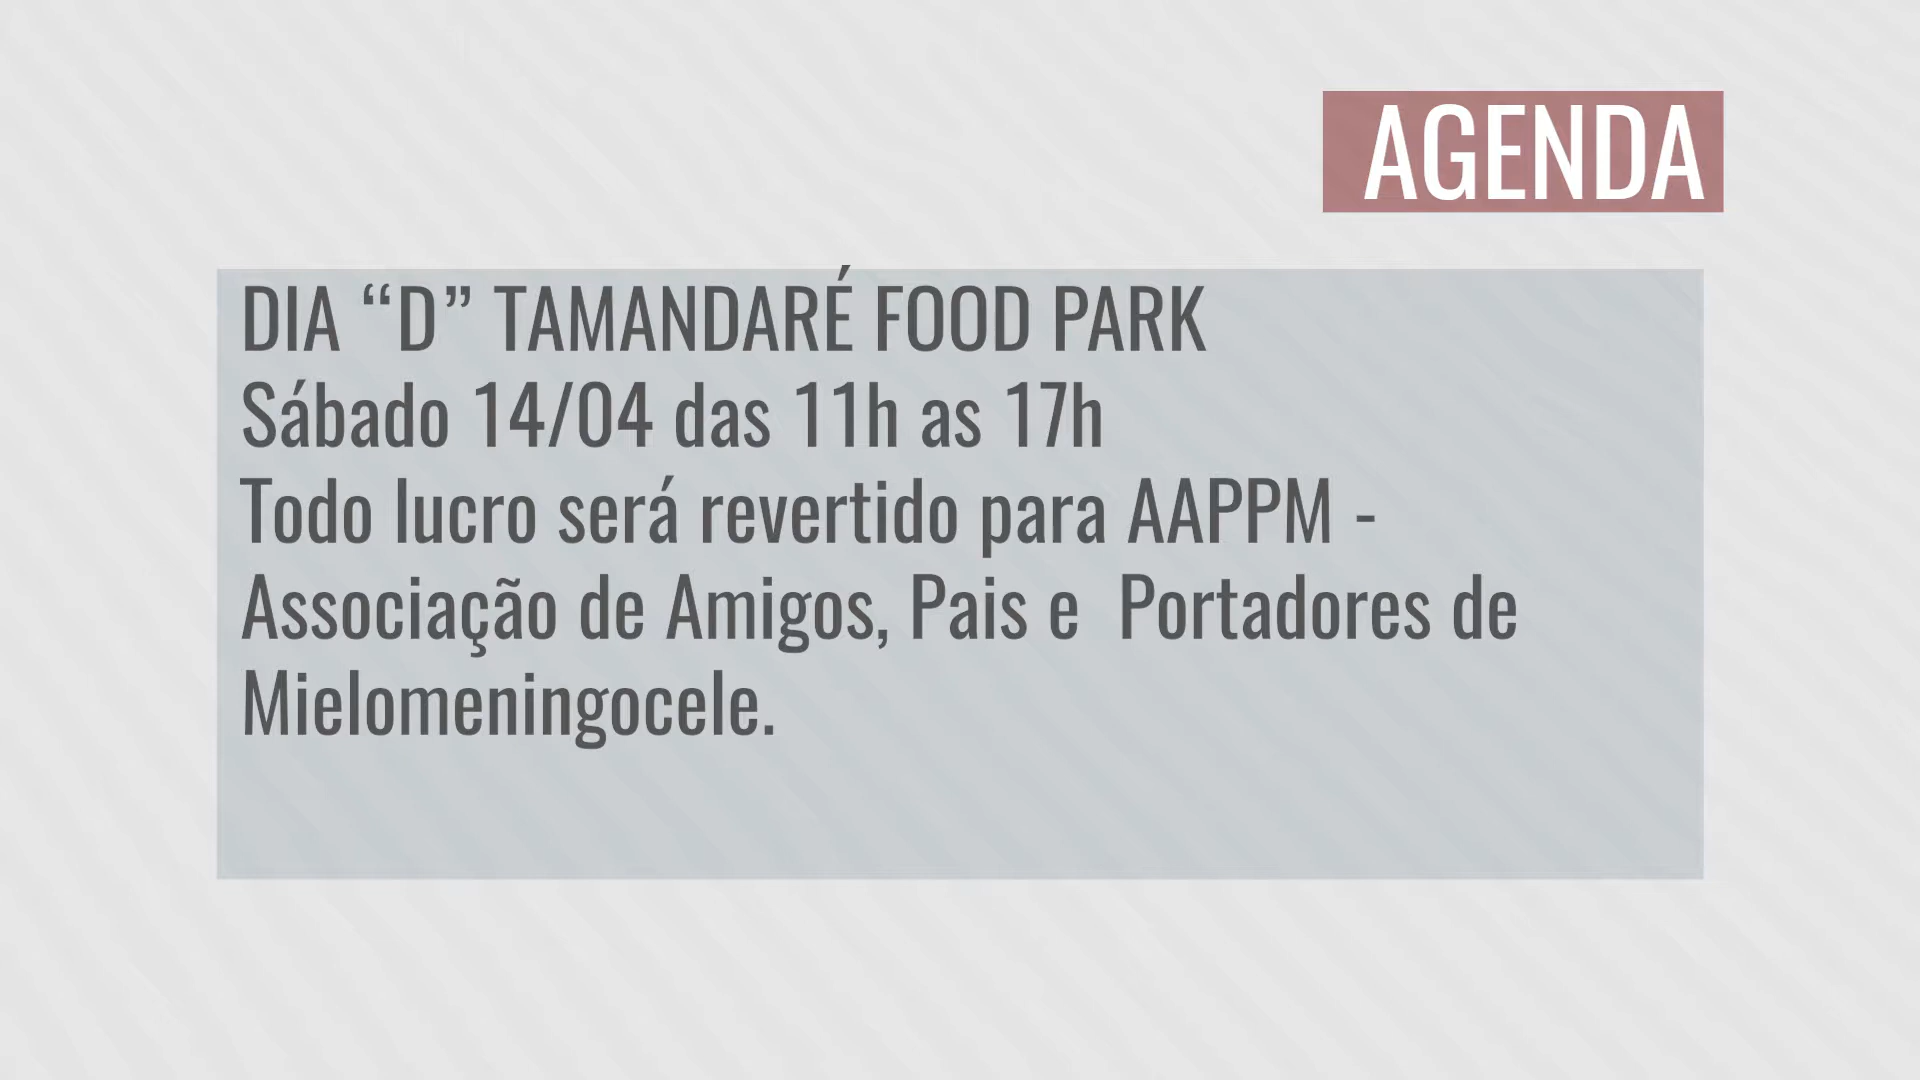 AGENDA
DIA “D” TAMANDARÉ FOOD PARK
Sábado 14/04 das 11h as 17h
Todo lucro será revertido para AAPPM -
Associação de Amigos, Pais e  Portadores de
Mielomeningocele.